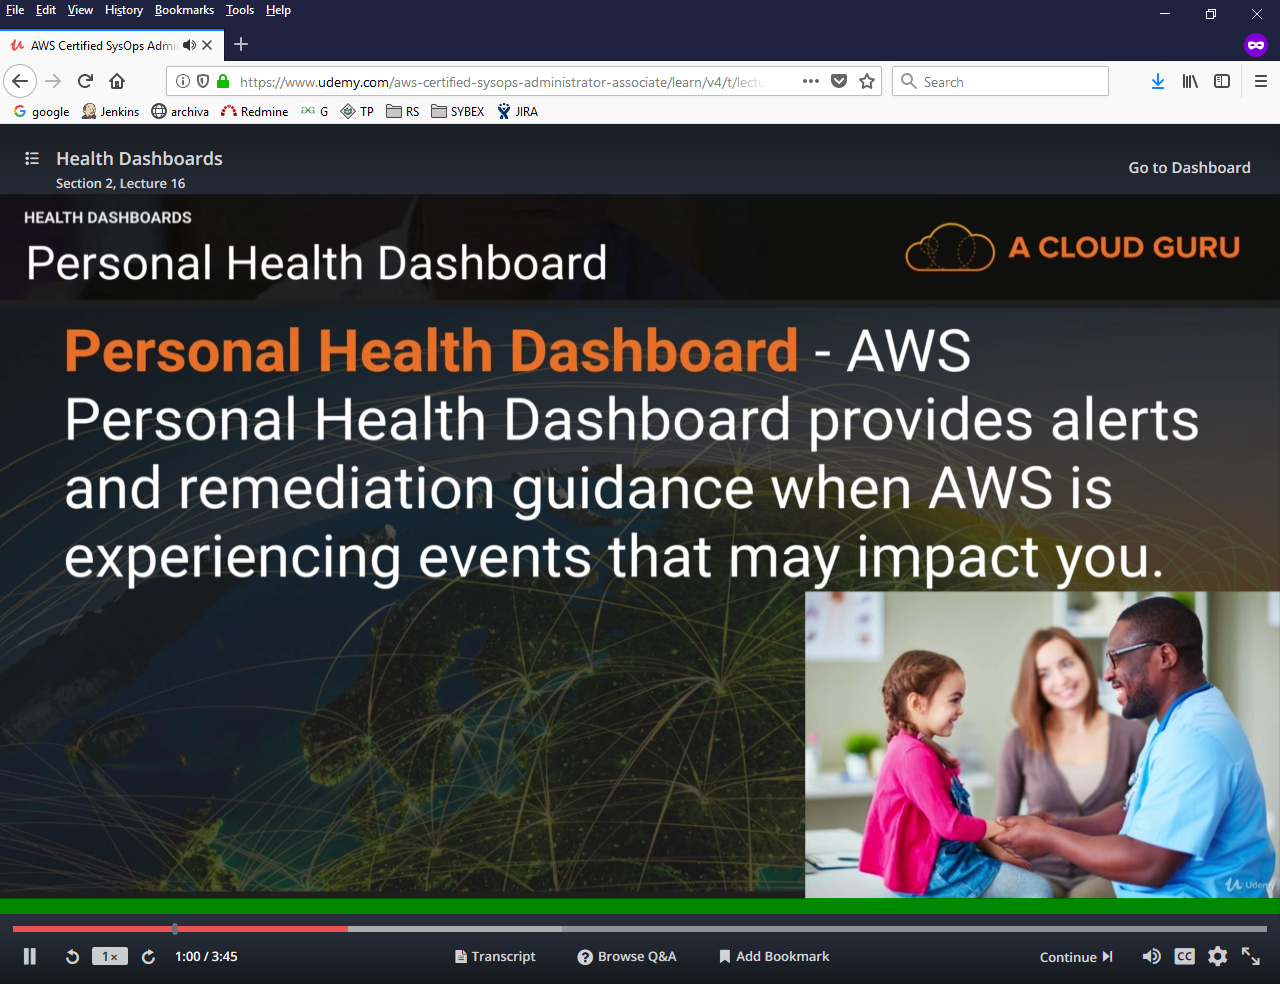 File Edit View History Bookmarks Tools Help
AWS Certified SysOps Admi
https://www.udemy.com/aws-certified-sysops-administrator-associate/learn/v4/t/lectu
Search
google Jenkins archiva Redmine G TP RS SYBEX JIRA
Health Dashboards
Section 2, Lecture 16
Go to Dashboard
HEALTH DASHBOARDS
Personal Health Dashboard
A CLOUD GURU
Personal Health Dashboard - AWS
Personal Health Dashboard provides alerts
and remediation guidance when AWS is
experiencing events that may impact you.
Udemy
1× 1:00 / 3:45 Transcript Browse Q&A Add Bookmark Continue CC